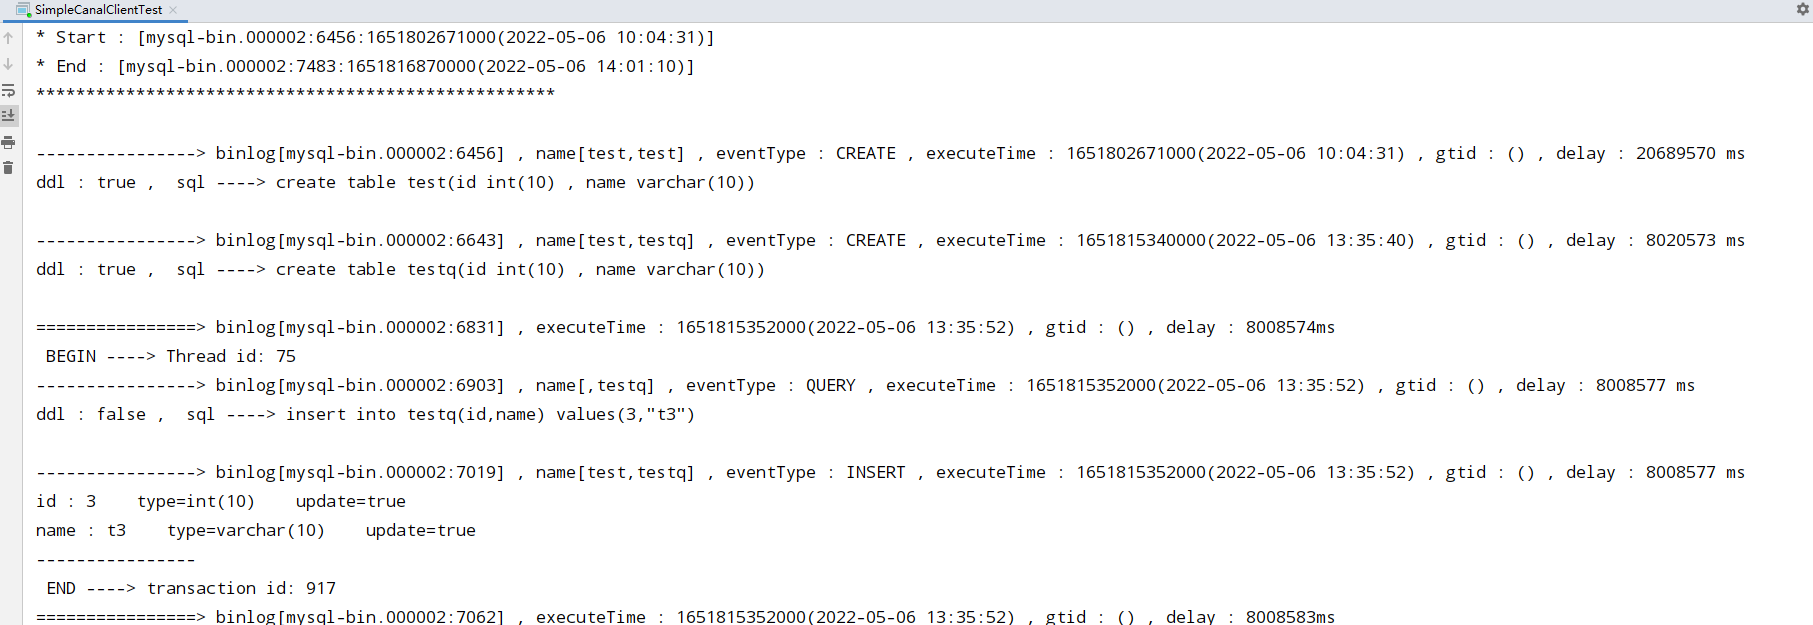 SimpleCanalClientTest
* Start : [mysql-bin.000002:6456:1651802671000(2022-05-06 10:04:31)]
* End : [mysql-bin.000002:7483:1651816870000(2022-05-06 14:01:10)]
****************************************************
----------------> binlog[mysql-bin.000002:6456] , name[test,test] , eventType : CREATE , executeTime : 1651802671000(2022-05-06 10:04:31) , gtid : () , delay : 20689570 ms
ddl : true ,  sql ----> create table test(id int(10) , name varchar(10))
----------------> binlog[mysql-bin.000002:6643] , name[test,testq] , eventType : CREATE , executeTime : 1651815340000(2022-05-06 13:35:40) , gtid : () , delay : 8020573 ms
ddl : true ,  sql ----> create table testq(id int(10) , name varchar(10))
================> binlog[mysql-bin.000002:6831] , executeTime : 1651815352000(2022-05-06 13:35:52) , gtid : () , delay : 8008574ms
BEGIN ----> Thread id: 75
----------------> binlog[mysql-bin.000002:6903] , name[,testq] , eventType : QUERY , executeTime : 1651815352000(2022-05-06 13:35:52) , gtid : () , delay : 8008577 ms
ddl : false ,  sql ----> insert into testq(id,name) values(3,"t3")
----------------> binlog[mysql-bin.000002:7019] , name[test,testq] , eventType : INSERT , executeTime : 1651815352000(2022-05-06 13:35:52) , gtid : () , delay : 8008577 ms
id : 3    type=int(10)    update=true
name : t3    type=varchar(10)    update=true
----------------
END ----> transaction id: 917
================> binlog[mysql-bin.000002:7062] , executeTime : 1651815352000(2022-05-06 13:35:52) , gtid : () , delay : 8008583ms